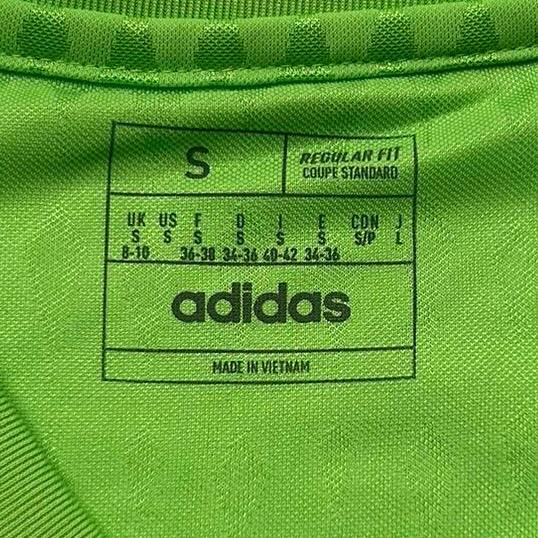 S
REGULAR FIT
COUPE STANDARD
UK US F D I E CDN J
S S S S S S S/P L
8-10 36-38 34-36 40-42 34-36
adidas
MADE IN VIETNAM